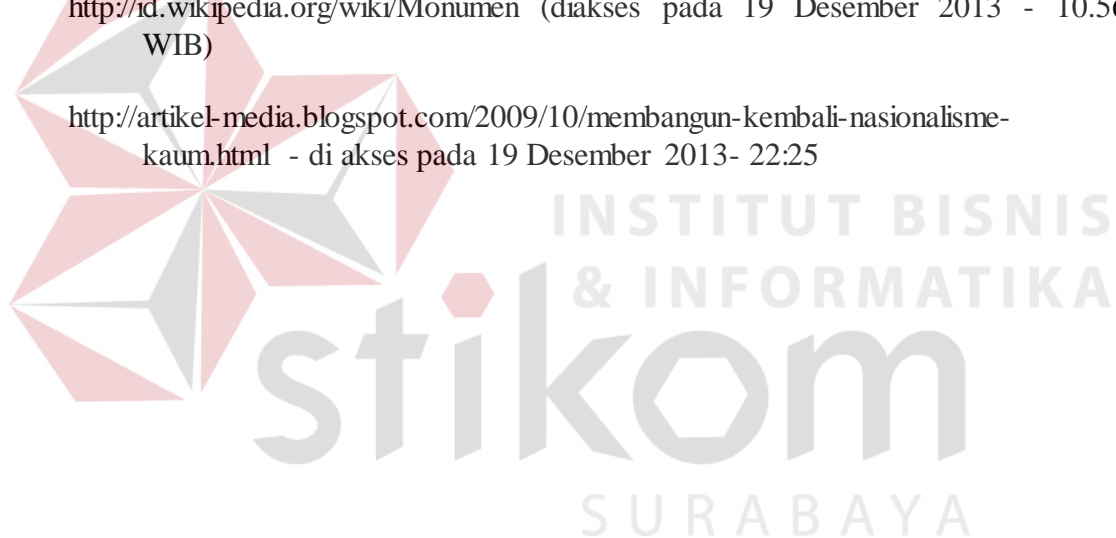 http://id.wikipedia.org/wiki/Monumen (diakses pada 19 Desember 2013 - 10.56
WIB)
http://artikel-media.blogspot.com/2009/10/membangun-kembali-nasionalisme-
kaum.html - di akses pada 19 Desember 2013- 22:25
INSTITUT BISNIS
& INFORMATIKA
stikom
SURABAYA